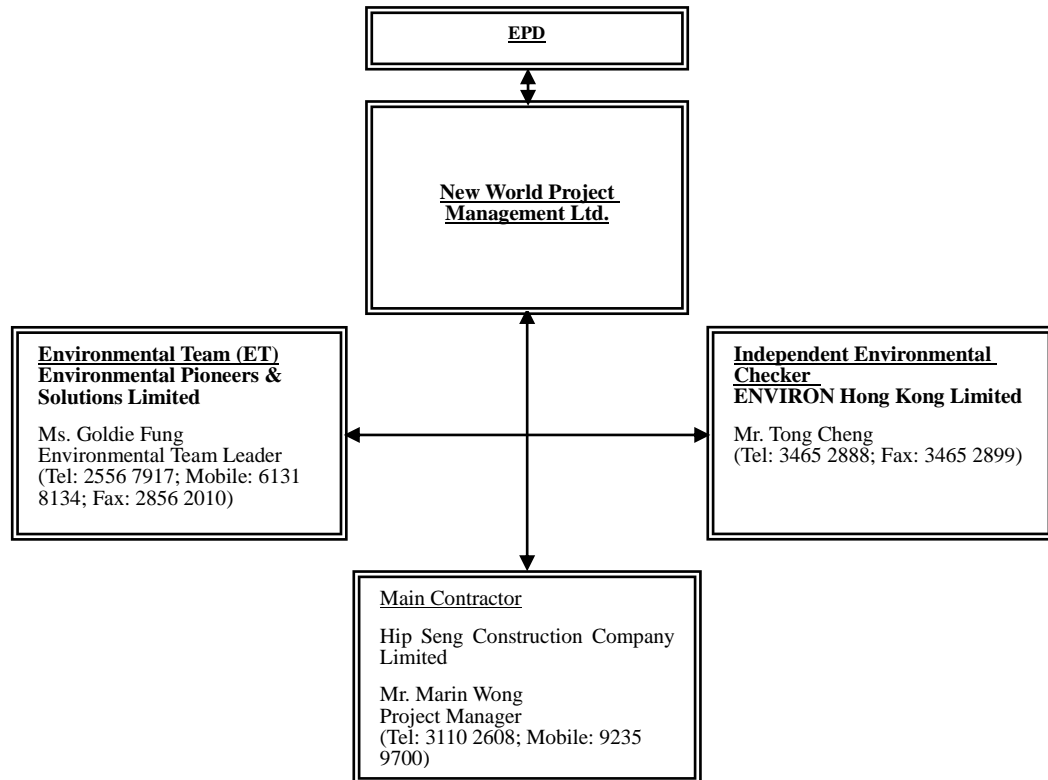 EPD
New World Project
Management Ltd.
Environmental Team (ET)
Environmental Pioneers &
Solutions Limited
Ms. Goldie Fung
Environmental Team Leader
(Tel: 2556 7917; Mobile: 6131
8134; Fax: 2856 2010)
Independent Environmental
Checker
ENVIRON Hong Kong Limited
Mr. Tong Cheng
(Tel: 3465 2888; Fax: 3465 2899)
Main Contractor
Hip Seng Construction Company
Limited
Mr. Marin Wong
Project Manager
(Tel: 3110 2608; Mobile: 9235
9700)